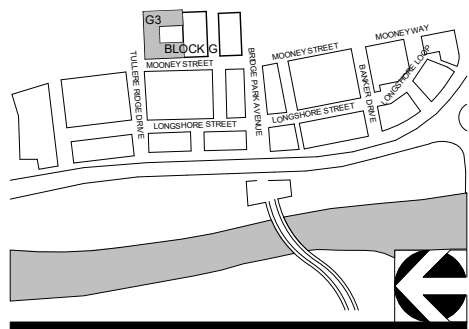 G3
BLOCK G
MOONEY STREET
TULLERE RIDGE DRIVE
LONGSHORE STREET
BRIDGE PARK AVENUE
MOONEY STREET
LONGSHORE STREET
BANKER DRIVE
MOONEY WAY
LONGSHORE LOOP